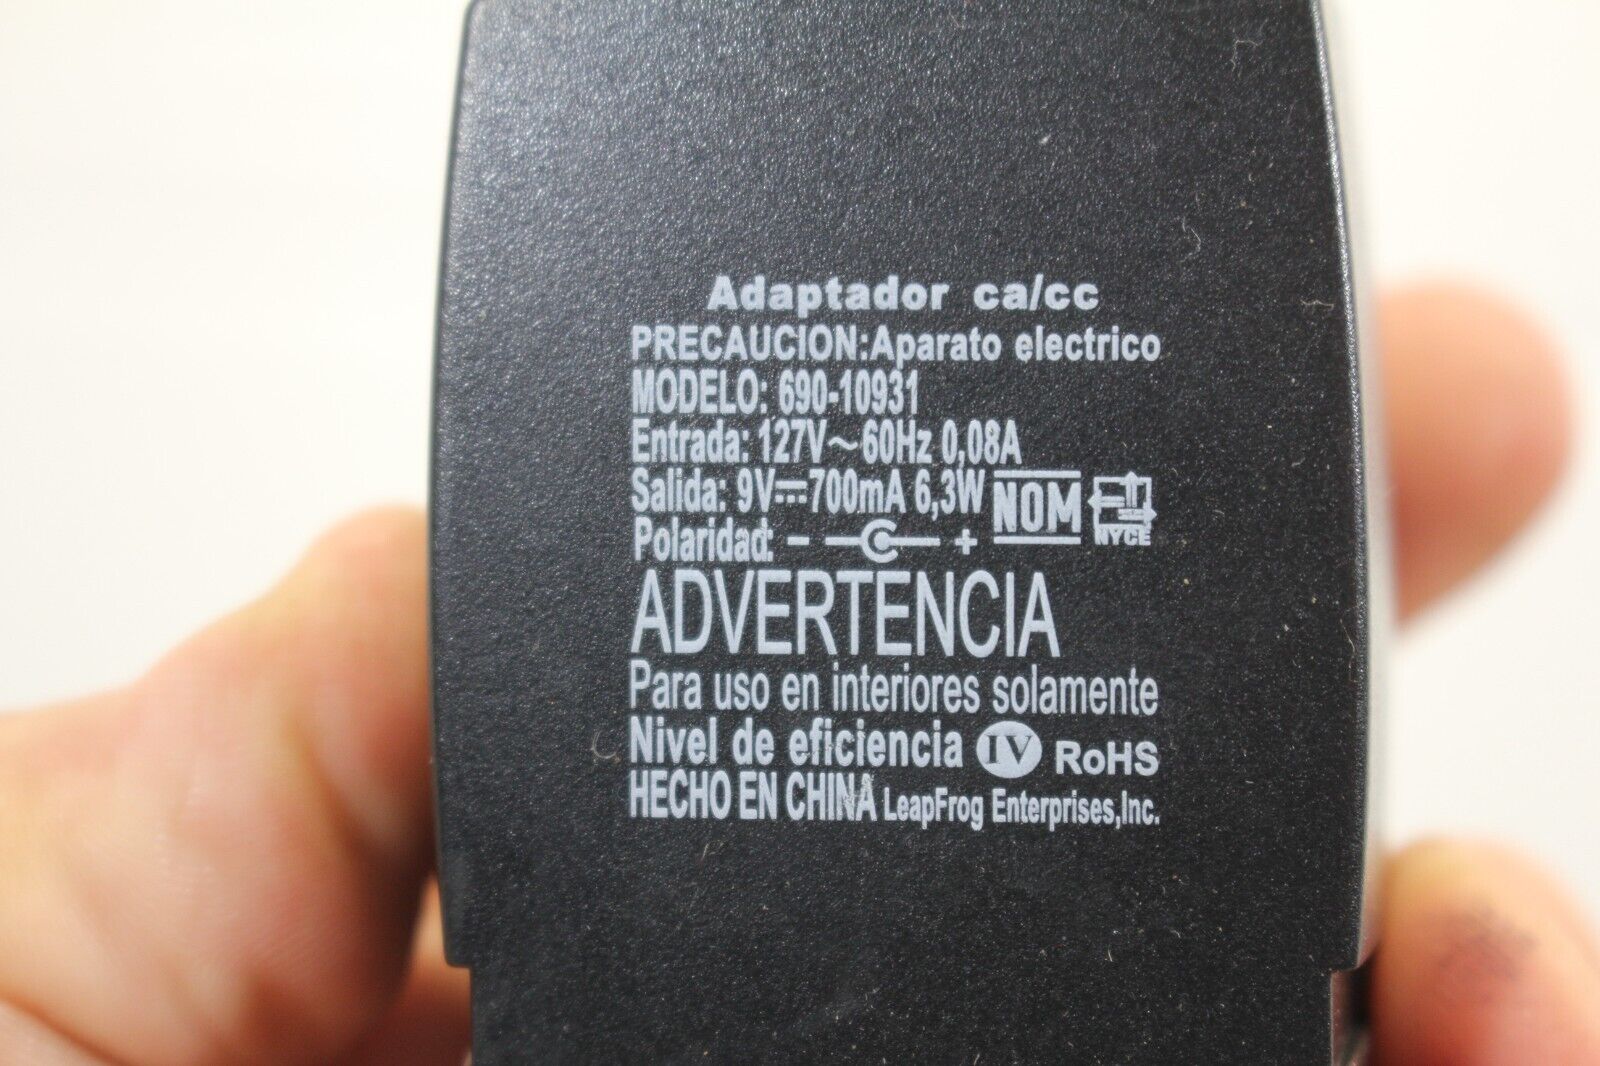 Adaptador ca/cc
PRECAUCION:Aparato electrico
MODELO: 690-10931
Entrada: 127V~60Hz 0,08A
Salida: 9V⎓700mA 6,3W NOM NYCE
Polaridad: - +
ADVERTENCIA
Para uso en interiores solamente
Nivel de eficiencia IV RoHS
HECHO EN CHINA LeapFrog Enterprises,Inc.